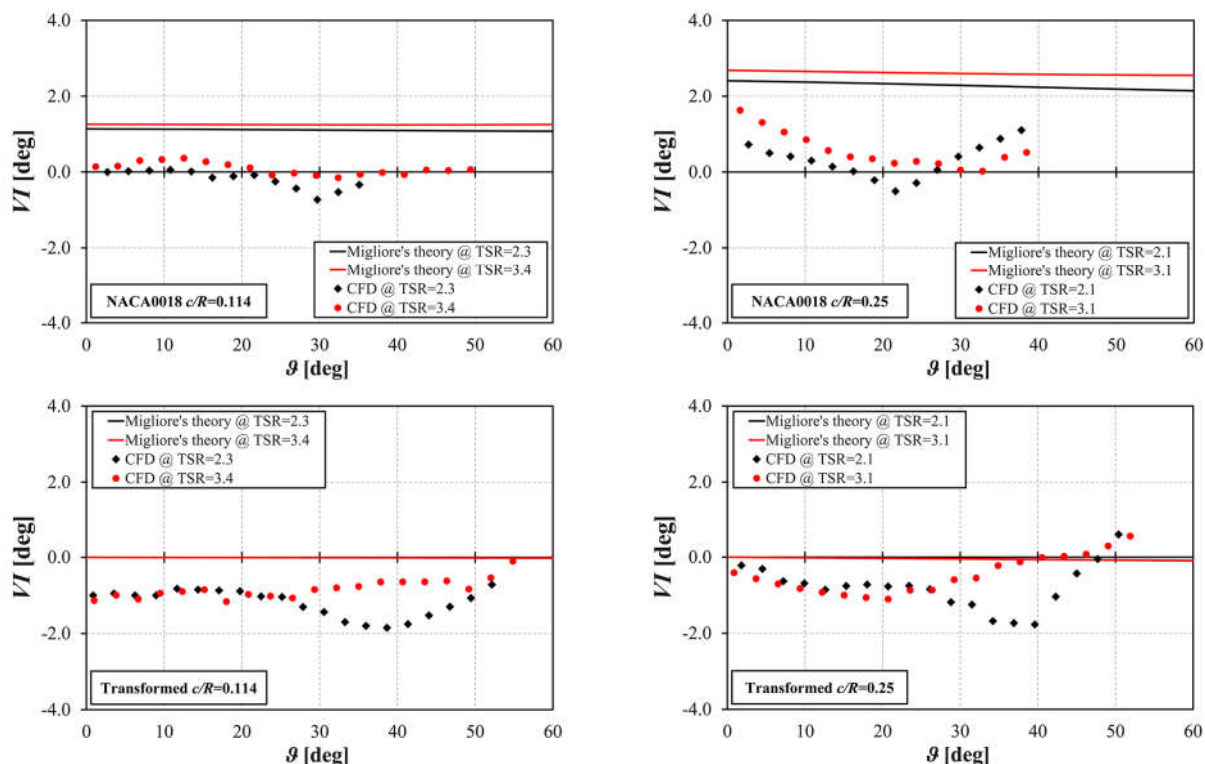 4.0
2.0
0.0
-2.0
-4.0
VI [deg]
Migliore's theory @ TSR=2.3
Migliore's theory @ TSR=3.4
CFD @ TSR=2.3
CFD @ TSR=3.4
NACA0018 c/R=0.114
0 10 20 30 40 50 60
ϑ [deg]
4.0
2.0
0.0
-2.0
-4.0
VI [deg]
Migliore's theory @ TSR=2.1
Migliore's theory @ TSR=3.1
CFD @ TSR=2.1
CFD @ TSR=3.1
NACA0018 c/R=0.25
0 10 20 30 40 50 60
ϑ [deg]
4.0
2.0
0.0
-2.0
-4.0
VI [deg]
Migliore's theory @ TSR=2.3
Migliore's theory @ TSR=3.4
CFD @ TSR=2.3
CFD @ TSR=3.4
Transformed c/R=0.114
0 10 20 30 40 50 60
ϑ [deg]
4.0
2.0
0.0
-2.0
-4.0
VI [deg]
Migliore's theory @ TSR=2.1
Migliore's theory @ TSR=3.1
CFD @ TSR=2.1
CFD @ TSR=3.1
Transformed c/R=0.25
0 10 20 30 40 50 60
ϑ [deg]